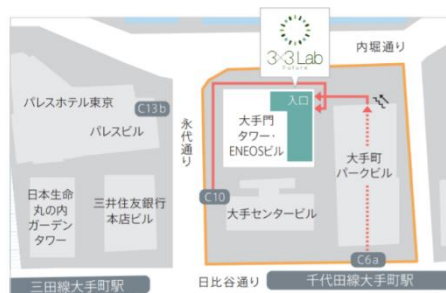 3×3 Lab
Future
内堀通り
パレスホテル東京
C13b
パレスビル
永代通り
入口
大手門
タワー・
ENEOSビル
大手町
パークビル
日本生命
丸の内
ガーデン
タワー
三井住友銀行
本店ビル
C10
大手センタービル
C6a
日比谷通り
三田線大手町駅
千代田線大手町駅